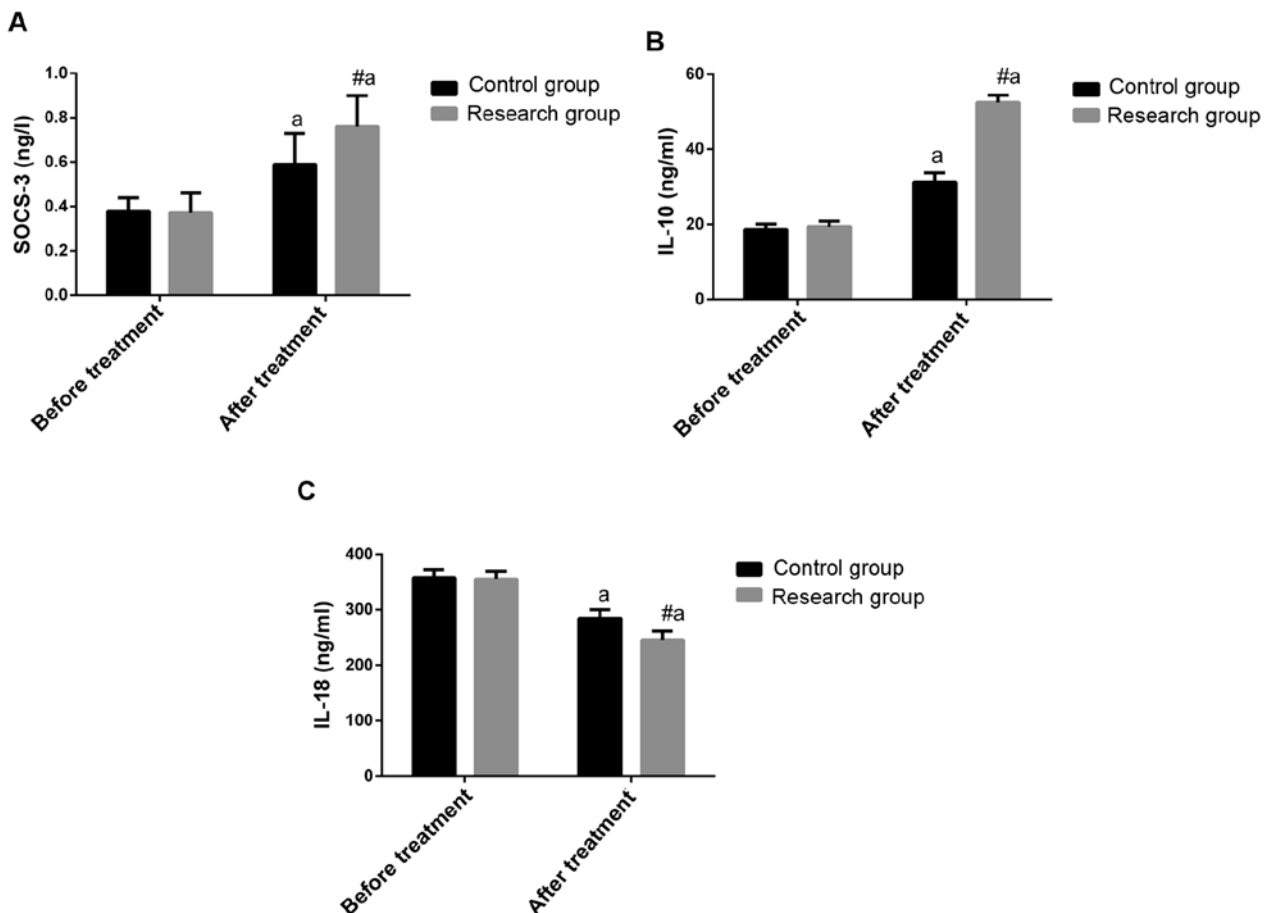 A
SOCS-3 (ng/l)
1.0
0.8
0.6
0.4
0.2
0.0
a
#a
Control group
Research group
Before treatment
After treatment
B
IL-10 (ng/ml)
60
40
20
0
a
#a
Control group
Research group
Before treatment
After treatment
C
IL-18 (ng/ml)
400
300
200
100
0
a
#a
Control group
Research group
Before treatment
After treatment